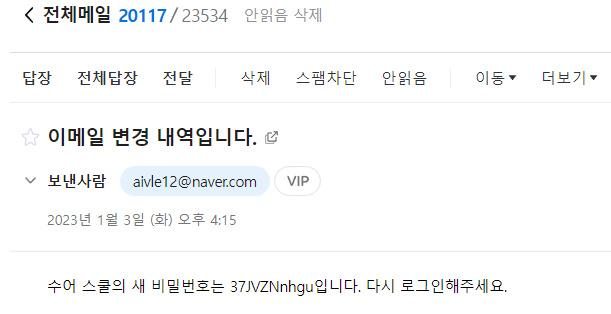 전체메일 20117 / 23534 안읽음 삭제
답장 전체답장 전달 삭제 스팸차단 안읽음 이동 더보기
이메일 변경 내역입니다.
보낸사람 aivle12@naver.com VIP
2023년 1월 3일 (화) 오후 4:15
수어 스쿨의 새 비밀번호는 37JVZNnhgu입니다. 다시 로그인해주세요.